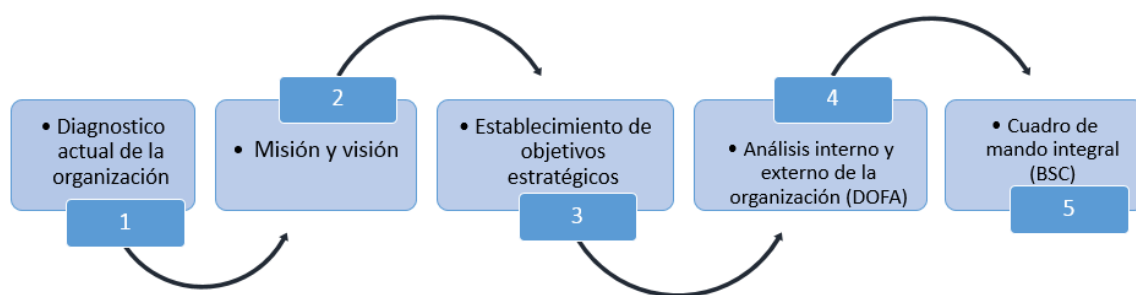 1
• Diagnostico
actual de la
organización
2
• Misión y visión
3
• Establecimiento de
objetivos
estratégicos
4
• Análisis interno y
externo de la
organización (DOFA)
5
• Cuadro de
mando integral
(BSC)